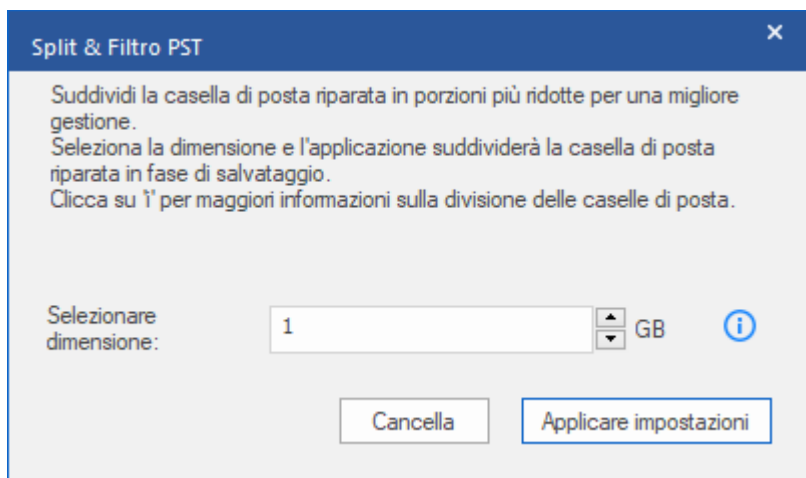 Split & Filtro PST
Suddividi la casella di posta riparata in porzioni più ridotte per una migliore
gestione.
Seleziona la dimensione e l'applicazione suddividerà la casella di posta
riparata in fase di salvataggio.
Clicca su 'i' per maggiori informazioni sulla divisione delle caselle di posta.
Selezionare
dimensione:
1
GB
Cancella
Applicare impostazioni